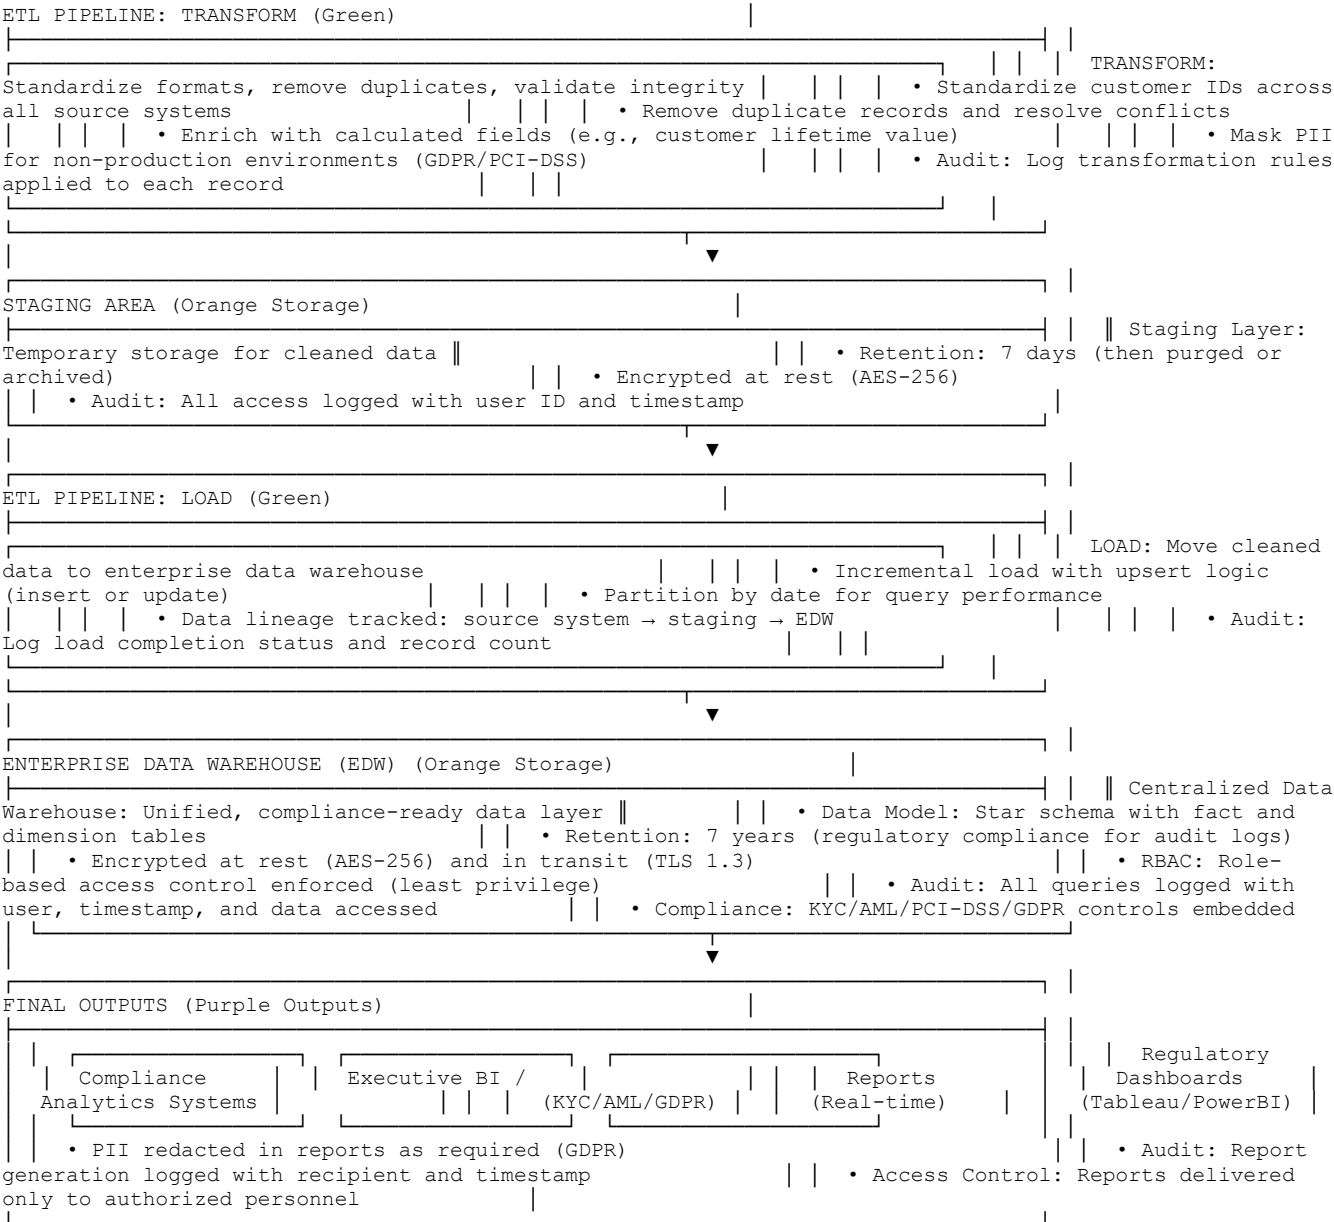 ETL PIPELINE: TRANSFORM (Green) │
├──────────────────────────────────────────────────────────────────────────────┤ │
┌──────────────────────────────────────────────────────────────────────┐ │ │ │ TRANSFORM:
Standardize formats, remove duplicates, validate integrity │ │ │ │ • Standardize customer IDs across
all source systems │ │ │ │ • Remove duplicate records and resolve conflicts
│ │ │ │ • Enrich with calculated fields (e.g., customer lifetime value) │ │ │ │ • Mask PII
for non-production environments (GDPR/PCI-DSS) │ │ │ │ • Audit: Log transformation rules
applied to each record │ │ │
└──────────────────────────────────────────────────────────────────────┘ │
└───────────────────────────────────────────────────┬──────────────────────────┘
│ ▼
┌──────────────────────────────────────────────────────────────────────────────┐ │
STAGING AREA (Orange Storage) │
├──────────────────────────────────────────────────────────────────────────────┤ │ ║ Staging Layer:
Temporary storage for cleaned data ║ │ │ • Retention: 7 days (then purged or
archived) │ │ • Encrypted at rest (AES-256)
│ │ • Audit: All access logged with user ID and timestamp │
└───────────────────────────────────────────────────┬──────────────────────────┘
│ ▼
┌──────────────────────────────────────────────────────────────────────────────┐ │
ETL PIPELINE: LOAD (Green) │
├──────────────────────────────────────────────────────────────────────────────┤ │
┌──────────────────────────────────────────────────────────────────────┐ │ │ │ LOAD: Move cleaned
data to enterprise data warehouse │ │ │ │ • Incremental load with upsert logic
(insert or update) │ │ │ │ • Partition by date for query performance
│ │ │ │ • Data lineage tracked: source system → staging → EDW │ │ │ │ • Audit:
Log load completion status and record count │ │ │
└──────────────────────────────────────────────────────────────────────┘ │
└───────────────────────────────────────────────────┬──────────────────────────┘
│ ▼
┌──────────────────────────────────────────────────────────────────────────────┐ │
ENTERPRISE DATA WAREHOUSE (EDW) (Orange Storage) │
├──────────────────────────────────────────────────────────────────────────────┤ │ ║ Centralized Data
Warehouse: Unified, compliance-ready data layer ║ │ │ • Data Model: Star schema with fact and
dimension tables │ │ • Retention: 7 years (regulatory compliance for audit logs)
│ │ • Encrypted at rest (AES-256) and in transit (TLS 1.3) │ │ • RBAC: Role-
based access control enforced (least privilege) │ │ • Audit: All queries logged with
user, timestamp, and data accessed │ │ • Compliance: KYC/AML/PCI-DSS/GDPR controls embedded
│ └───────────────────────────────────────────────────┬──────────────────────────┘
│ ▼
┌──────────────────────────────────────────────────────────────────────────────┐ │
FINAL OUTPUTS (Purple Outputs) │
├──────────────────────────────────────────────────────────────────────────────┤ │
│ │ ┌─────────────────┐ ┌─────────────────┐ ┌────────────────────┐ │ │ │ Regulatory
│ │ Compliance │ │ Executive BI / │ │ │ │ Reports │ │ Dashboards │
│ Analytics Systems │ │ │ │ (KYC/AML/GDPR) │ │ (Real-time) │ │ (Tableau/PowerBI) │
│ │ └─────────────────┘ └─────────────────┘ └────────────────────┘ │ │
│ │ • PII redacted in reports as required (GDPR) │ │ • Audit: Report
generation logged with recipient and timestamp │ │ • Access Control: Reports delivered
only to authorized personnel │